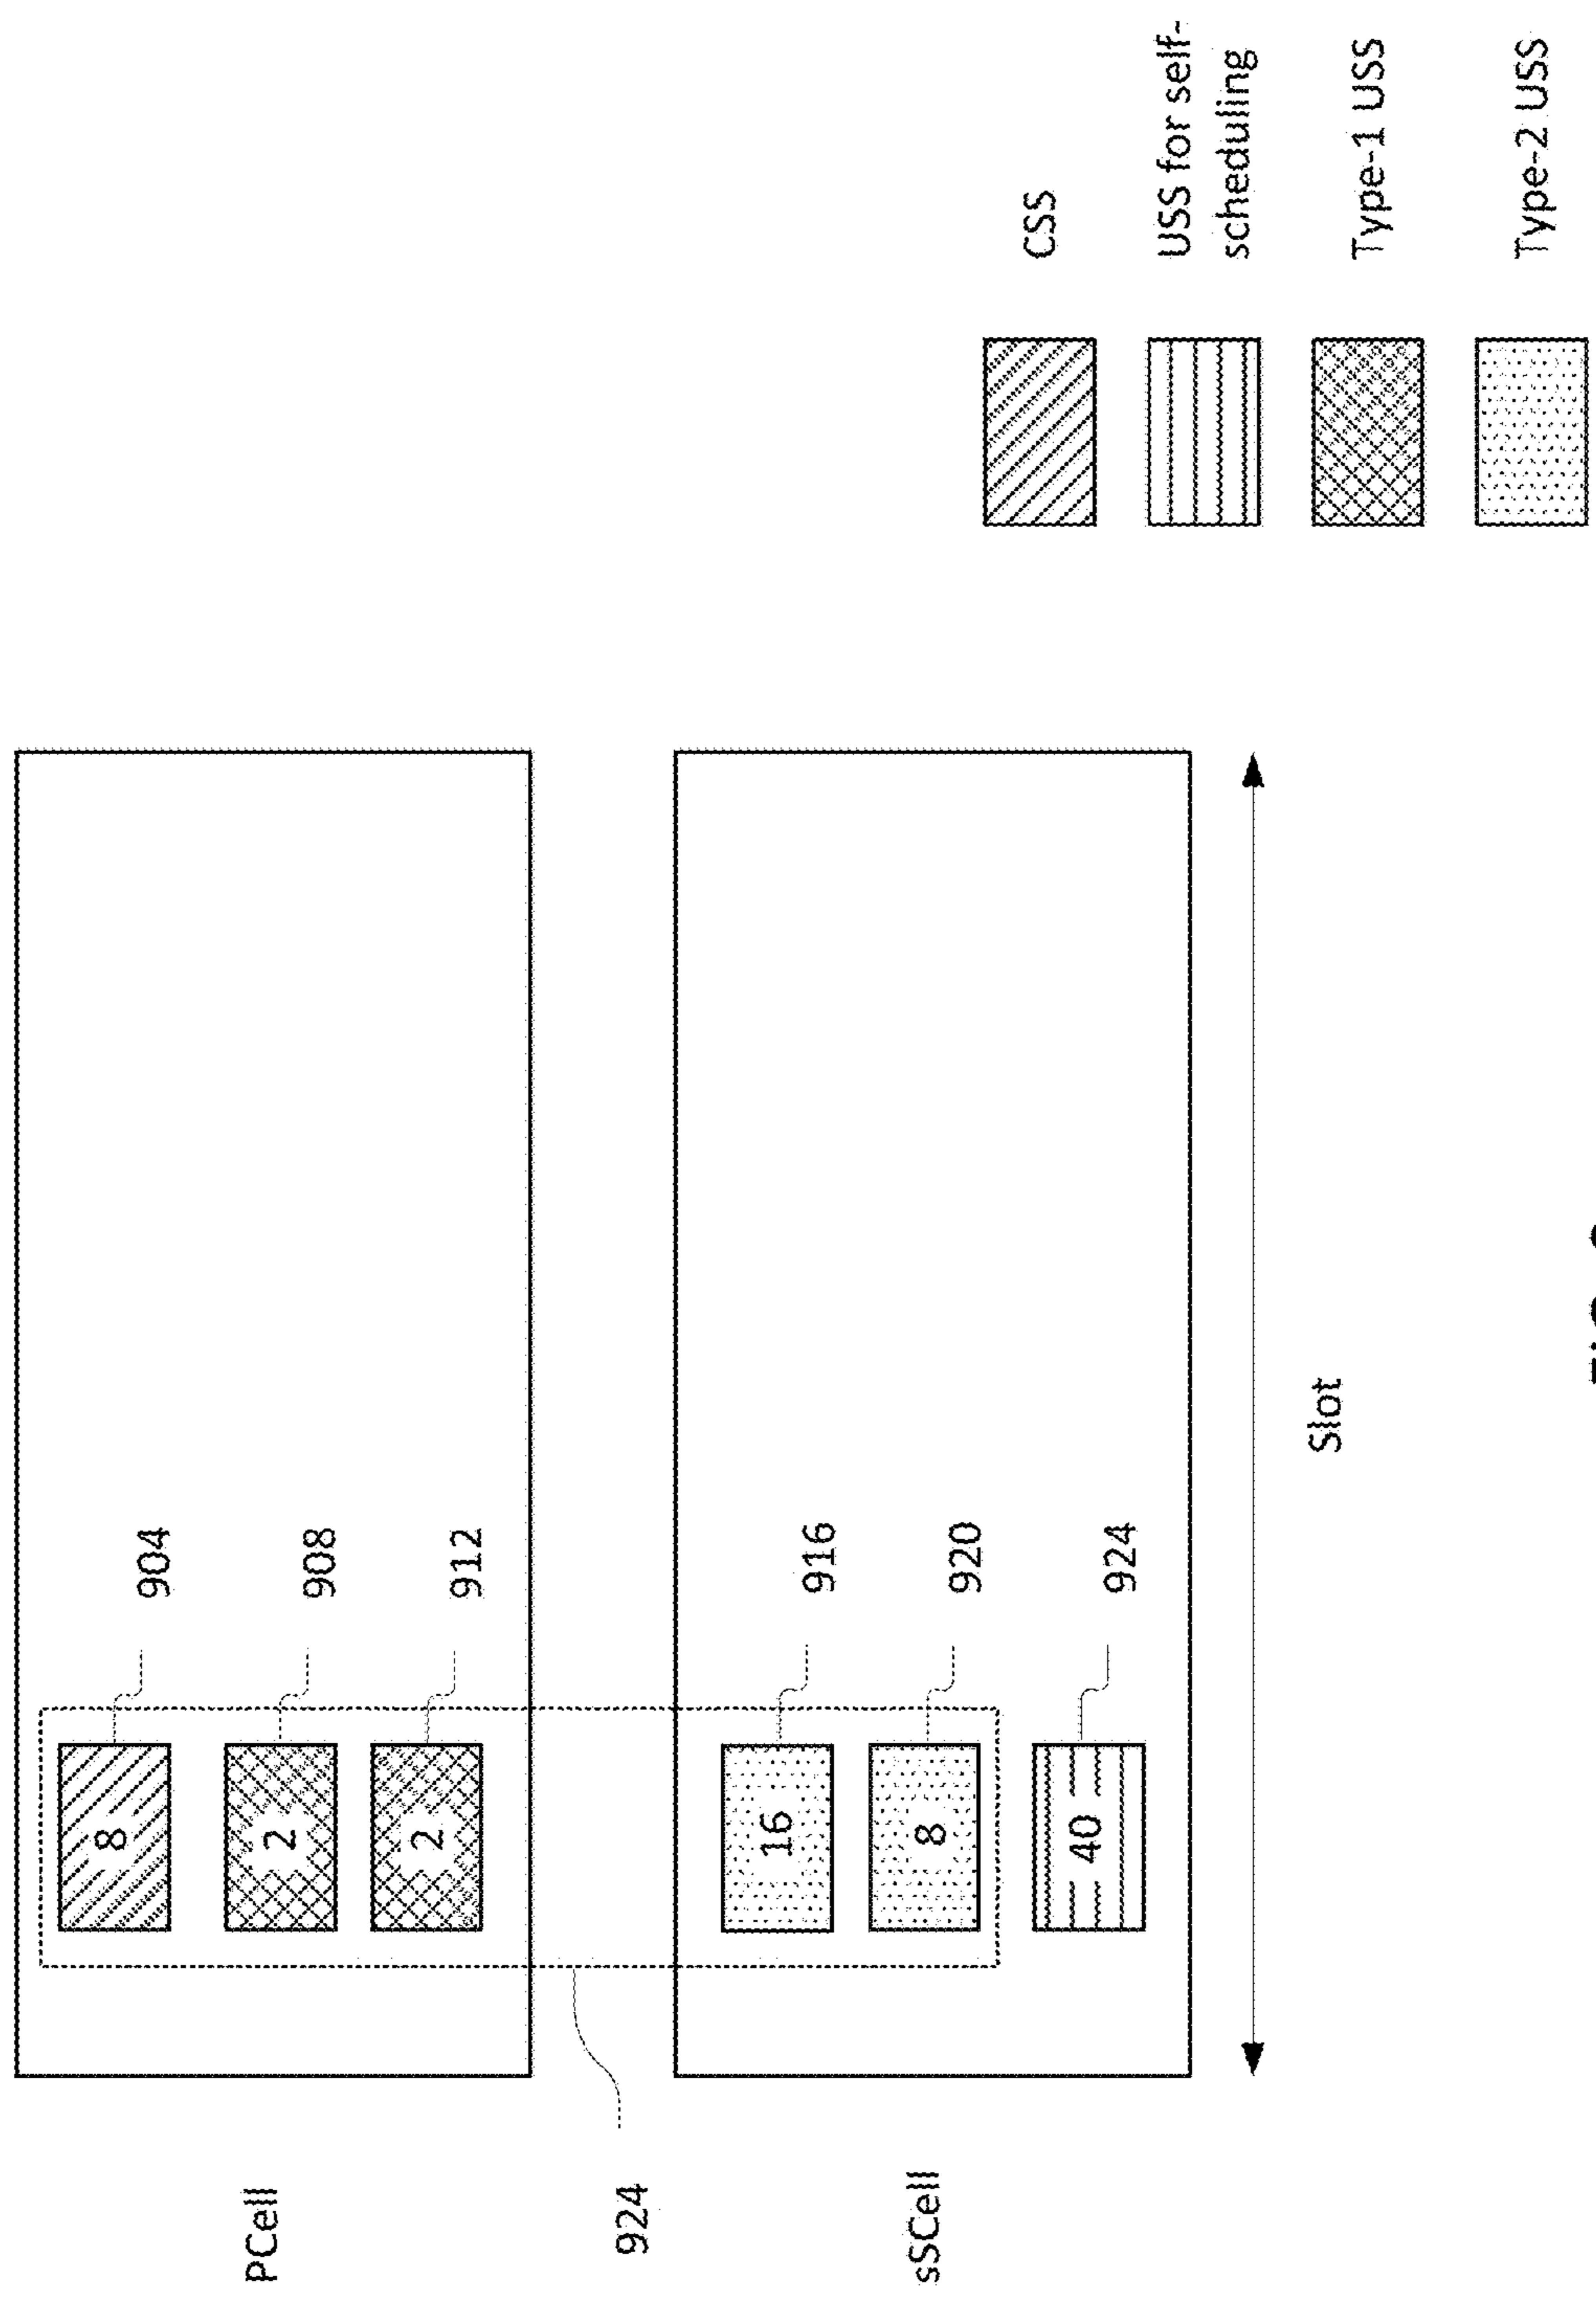 PCell
8
904
2
908
2
912
924
sSCell
16
916
8
920
40
924
Slot
CSS
USS for self-
scheduling
Type-1 USS
Type-2 USS